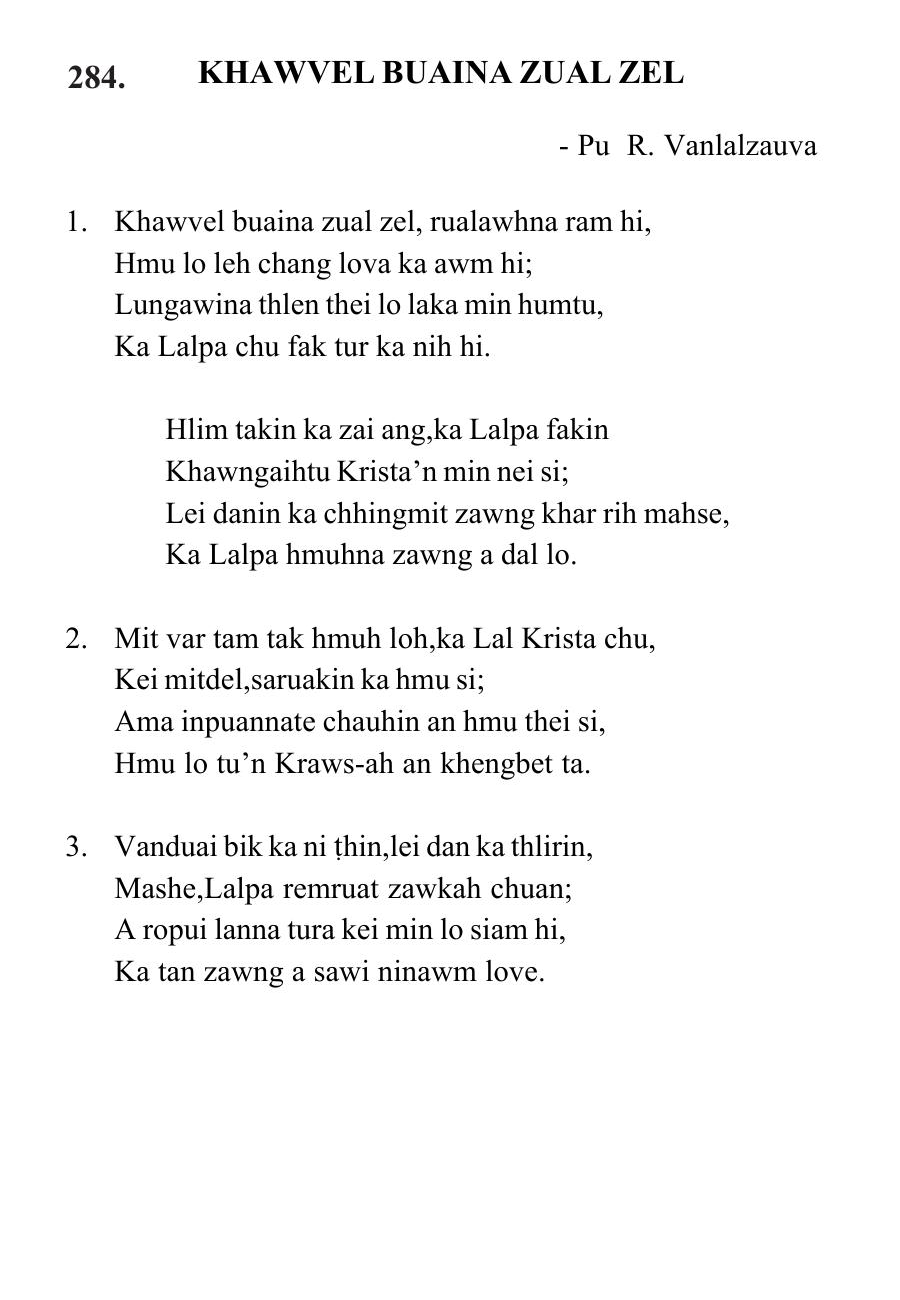 284. KHAWVEL BUAINA ZUAL ZEL
- Pu R. Vanlalzauva
1. Khawvel buaina zual zel, rualawhna ram hi,
Hmu lo leh chang lova ka awm hi;
Lungawina thlen thei lo laka min humtu,
Ka Lalpa chu fak tur ka nih hi.
Hlim takin ka zai ang,ka Lalpa fakin
Khawngaihtu Krista’n min nei si;
Lei danin ka chhingmit zawng khar rih mahse,
Ka Lalpa hmuhna zawng a dal lo.
2. Mit var tam tak hmuh loh,ka Lal Krista chu,
Kei mitdel,saruakin ka hmu si;
Ama inpuannate chauhin an hmu thei si,
Hmu lo tu’n Kraws-ah an khengbet ta.
3. Vanduai bik ka ni ṭhin,lei dan ka thlirin,
Mashe,Lalpa remruat zawkah chuan;
A ropui lanna tura kei min lo siam hi,
Ka tan zawng a sawi ninawm love.